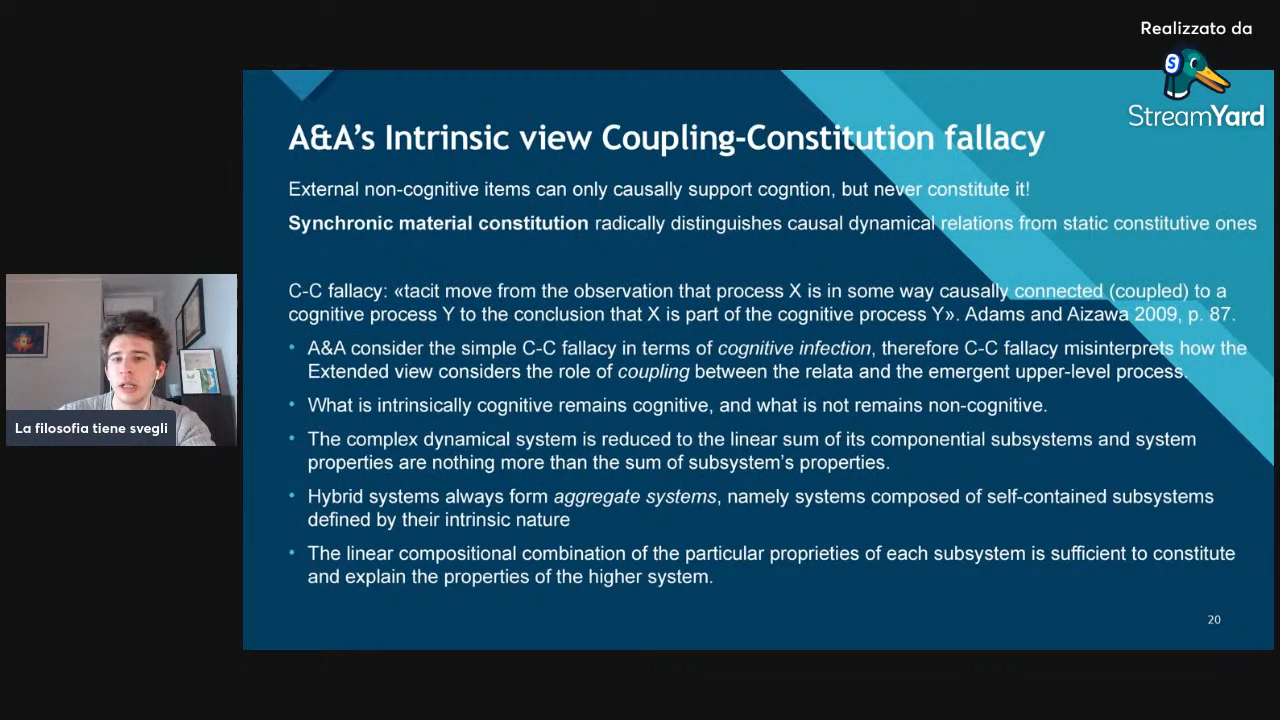 Realizzato da
StreamYard
A&A's Intrinsic view Coupling-Constitution fallacy
External non-cognitive items can only causally support cogntion, but never constitute it!
Synchronic material constitution radically distinguishes causal dynamical relations from static constitutive ones
C-C fallacy: «tacit move from the observation that process X is in some way causally connected (coupled) to a
cognitive process Y to the conclusion that X is part of the cognitive process Y». Adams and Aizawa 2009, p. 87.
• A&A consider the simple C-C fallacy in terms of cognitive infection, therefore C-C fallacy misinterprets how the
Extended view considers the role of coupling between the relata and the emergent upper-level process.
• What is intrinsically cognitive remains cognitive, and what is not remains non-cognitive.
• The complex dynamical system is reduced to the linear sum of its componential subsystems and system
properties are nothing more than the sum of subsystem's properties.
• Hybrid systems always form aggregate systems, namely systems composed of self-contained subsystems
defined by their intrinsic nature
• The linear compositional combination of the particular proprieties of each subsystem is sufficient to constitute
and explain the properties of the higher system.
20
La filosofia tiene svegli